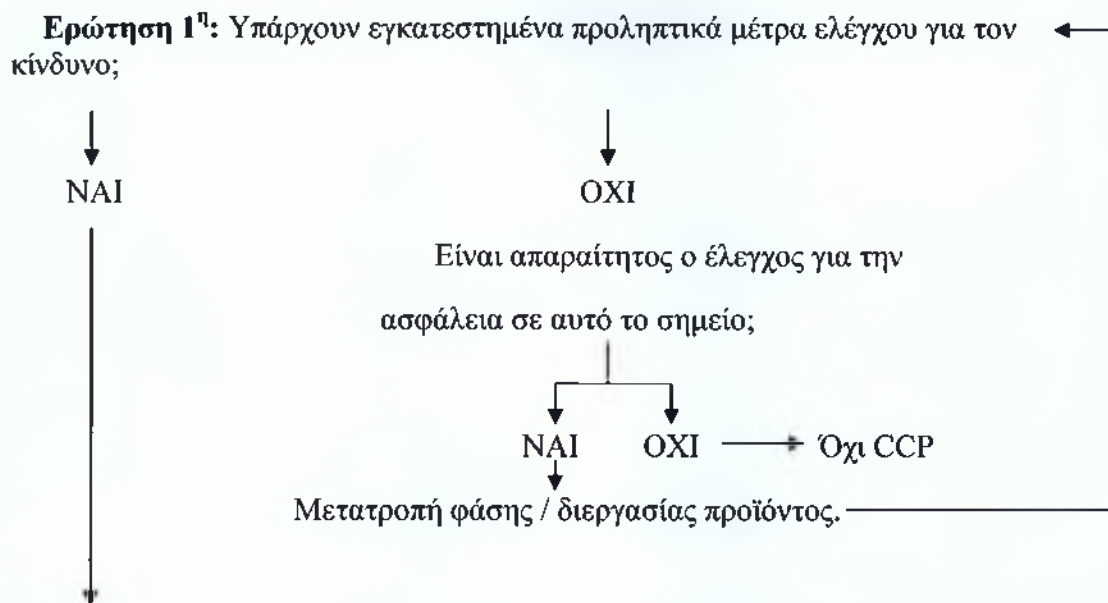 Ερώτηση 1η: Υπάρχουν εγκατεστημένα προληπτικά μέτρα ελέγχου για τον
κίνδυνο;
ΝΑΙ ΟΧΙ
Είναι απαραίτητος ο έλεγχος για την
ασφάλεια σε αυτό το σημείο;
ΝΑΙ ΟΧΙ Όχι CCP
Μετατροπή φάσης / διεργασίας προϊόντος.